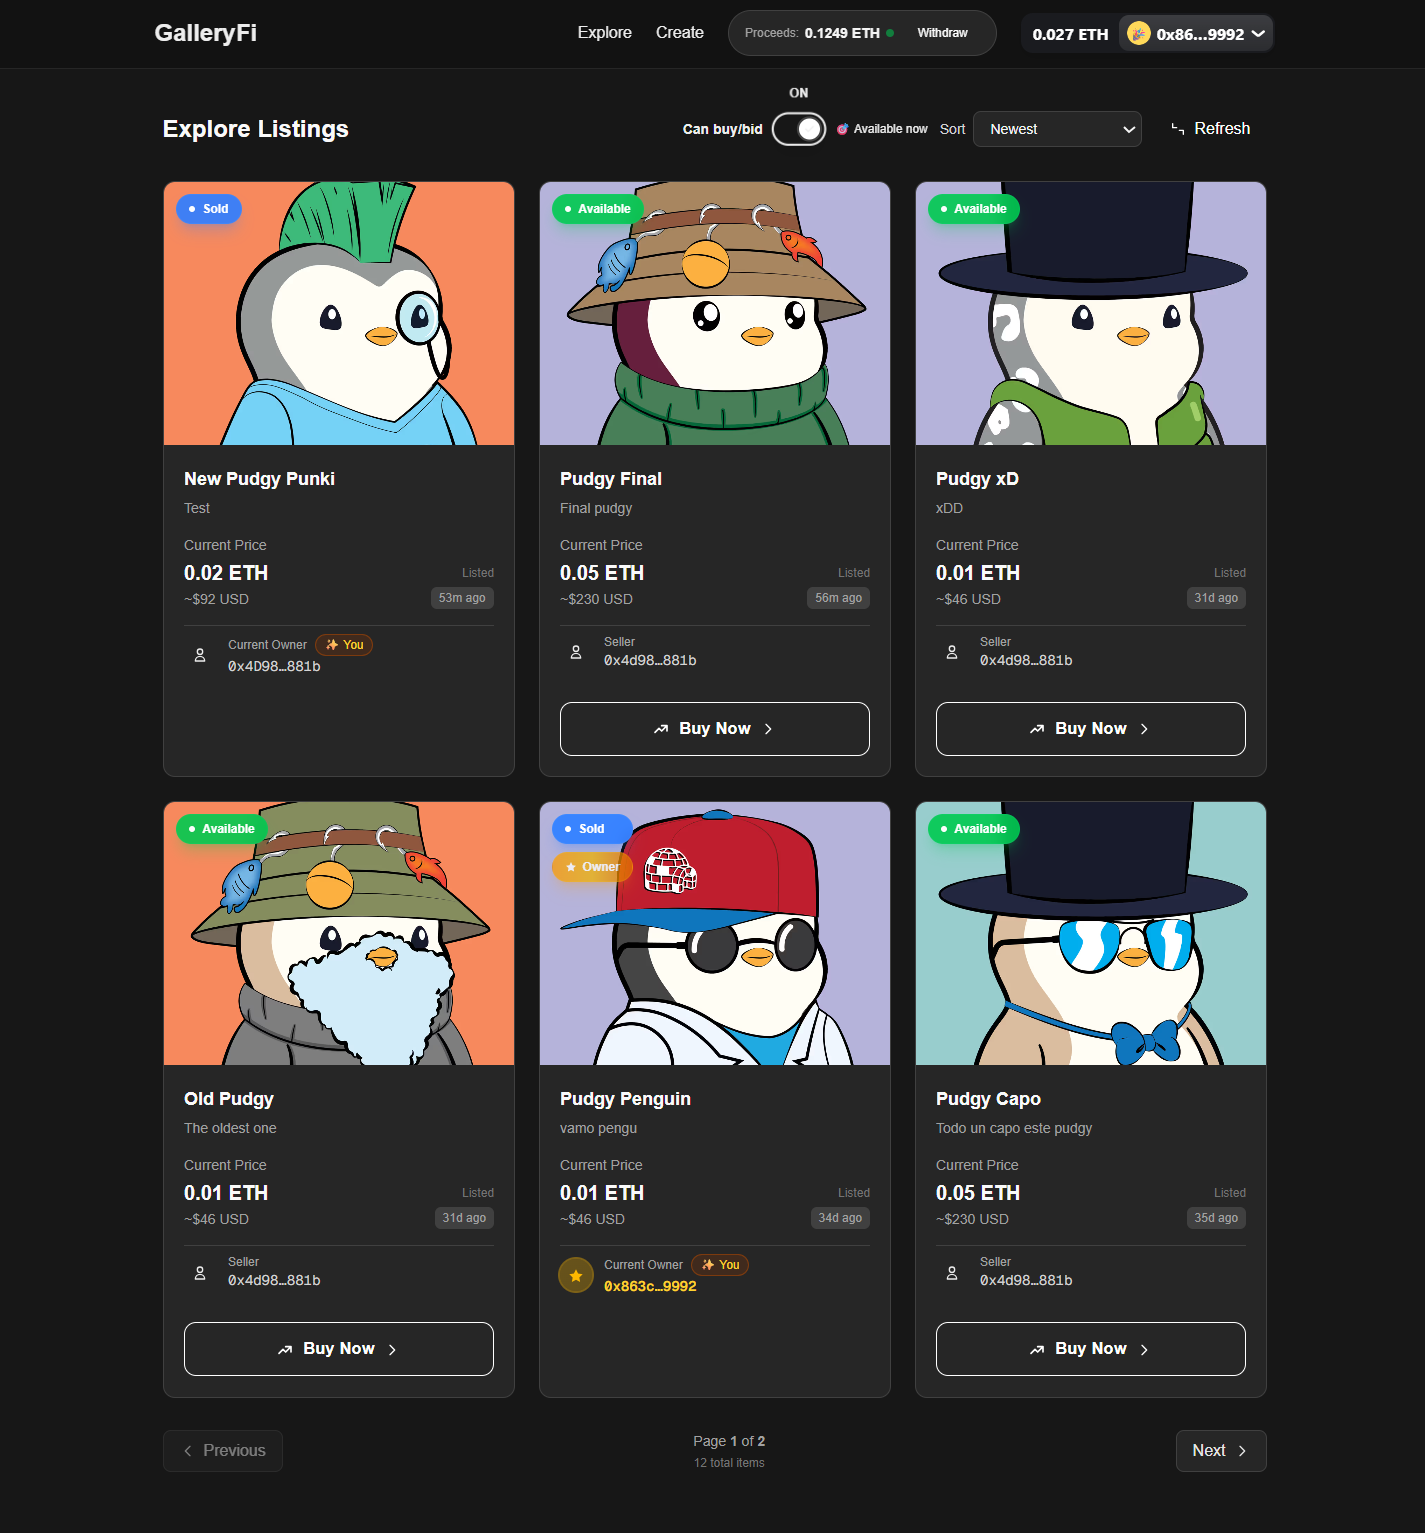 GalleryFi
Explore Create Proceeds: 0.1249 ETH Withdraw 0.027 ETH 0x86...9992
ON
Explore Listings
Can buy/bid Available now Sort Newest Refresh
Sold
New Pudgy Punki
Test
Current Price
0.02 ETH Listed
~$92 USD 53m ago
Current Owner ✨ You
0x4D98…881b
Available
Pudgy Final
Final pudgy
Current Price
0.05 ETH Listed
~$230 USD 56m ago
Seller
0x4d98…881b
Buy Now
Available
Pudgy xD
xDD
Current Price
0.01 ETH Listed
~$46 USD 31d ago
Seller
0x4d98…881b
Buy Now
Available
Old Pudgy
The oldest one
Current Price
0.01 ETH Listed
~$46 USD 31d ago
Seller
0x4d98…881b
Buy Now
Sold
Owner
Pudgy Penguin
vamo pengu
Current Price
0.01 ETH Listed
~$46 USD 34d ago
Current Owner ✨ You
0x863c…9992
Available
Pudgy Capo
Todo un capo este pudgy
Current Price
0.05 ETH Listed
~$230 USD 35d ago
Seller
0x4d98…881b
Buy Now
Previous
Page 1 of 2
12 total items
Next